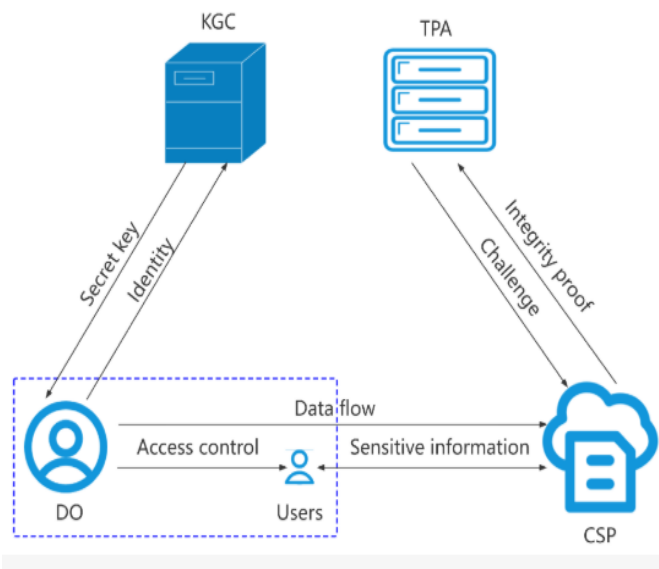 KGC
TPA
Secret key
Identity
Challenge
Integrity proof
Data flow
Access control
Sensitive information
DO
Users
CSP